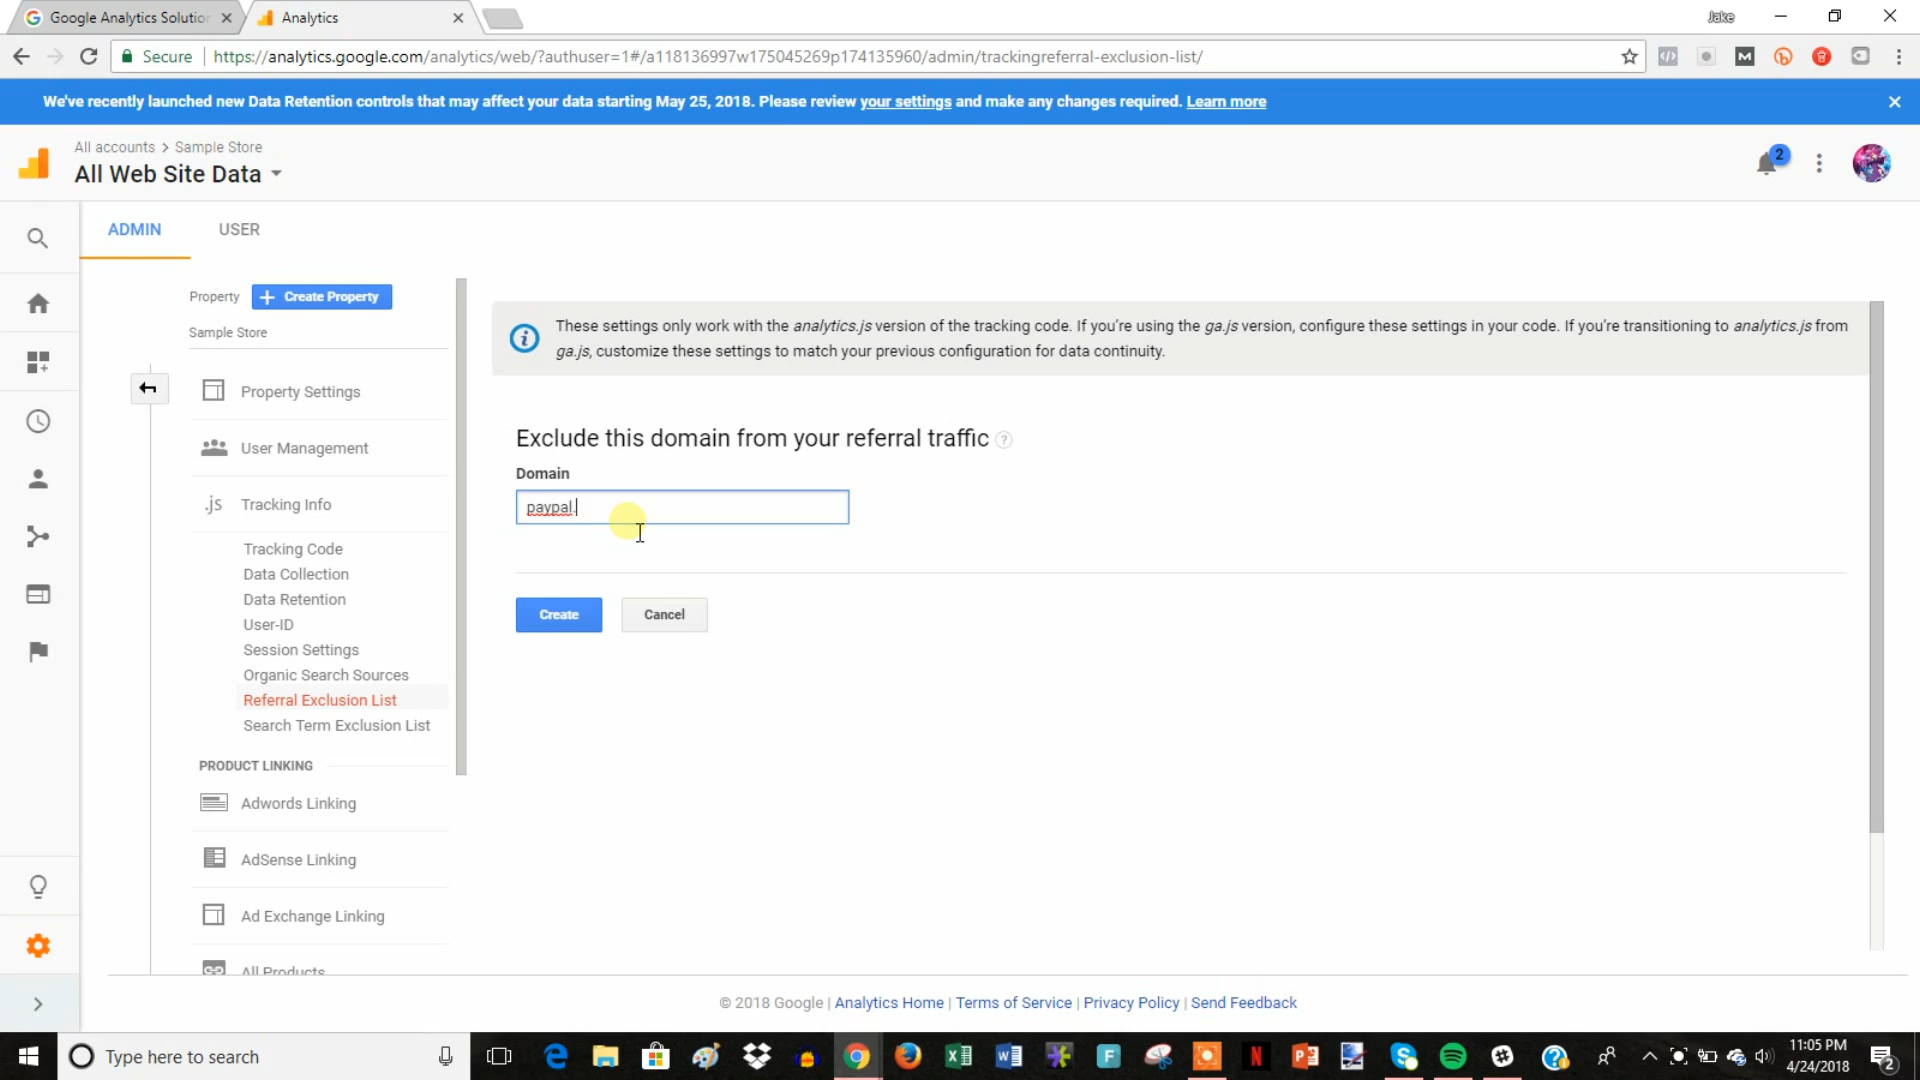 Google Analytics Solution
Analytics
Jake
Secure
https://analytics.google.com/analytics/web/?authuser=1#/a118136997w175045269p174135960/admin/trackingreferral-exclusion-list/
We've recently launched new Data Retention controls that may affect your data starting May 25, 2018. Please review your settings and make any changes required. Learn more
All accounts > Sample Store
All Web Site Data
2
ADMIN
USER
Property
Create Property
Sample Store
Property Settings
User Management
.js Tracking Info
Tracking Code
Data Collection
Data Retention
User-ID
Session Settings
Organic Search Sources
Referral Exclusion List
Search Term Exclusion List
PRODUCT LINKING
Adwords Linking
AdSense Linking
Ad Exchange Linking
All Products
These settings only work with the analytics.js version of the tracking code. If you're using the ga.js version, configure these settings in your code. If you're transitioning to analytics.js from
ga.js, customize these settings to match your previous configuration for data continuity.
Exclude this domain from your referral traffic ?
Domain
paypal.
Create
Cancel
© 2018 Google | Analytics Home | Terms of Service | Privacy Policy | Send Feedback
Type here to search
11:05 PM
4/24/2018
2